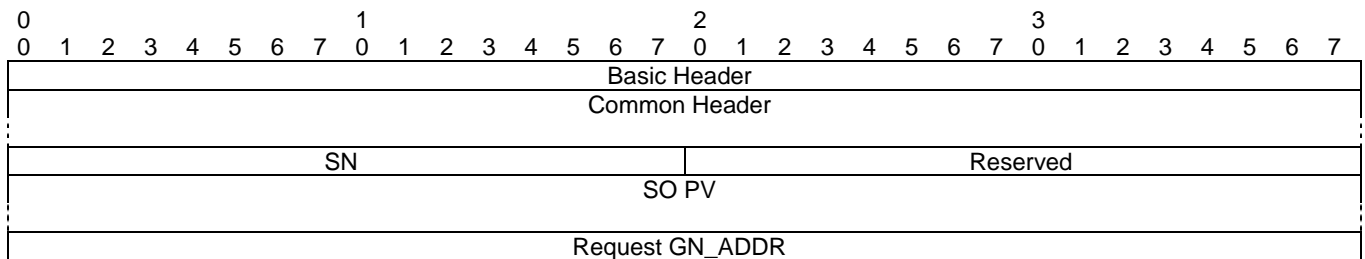 0 1 2 3
0 1 2 3 4 5 6 7 0 1 2 3 4 5 6 7 0 1 2 3 4 5 6 7 0 1 2 3 4 5 6 7
Basic Header
Common Header
SN Reserved
SO PV
Request GN_ADDR